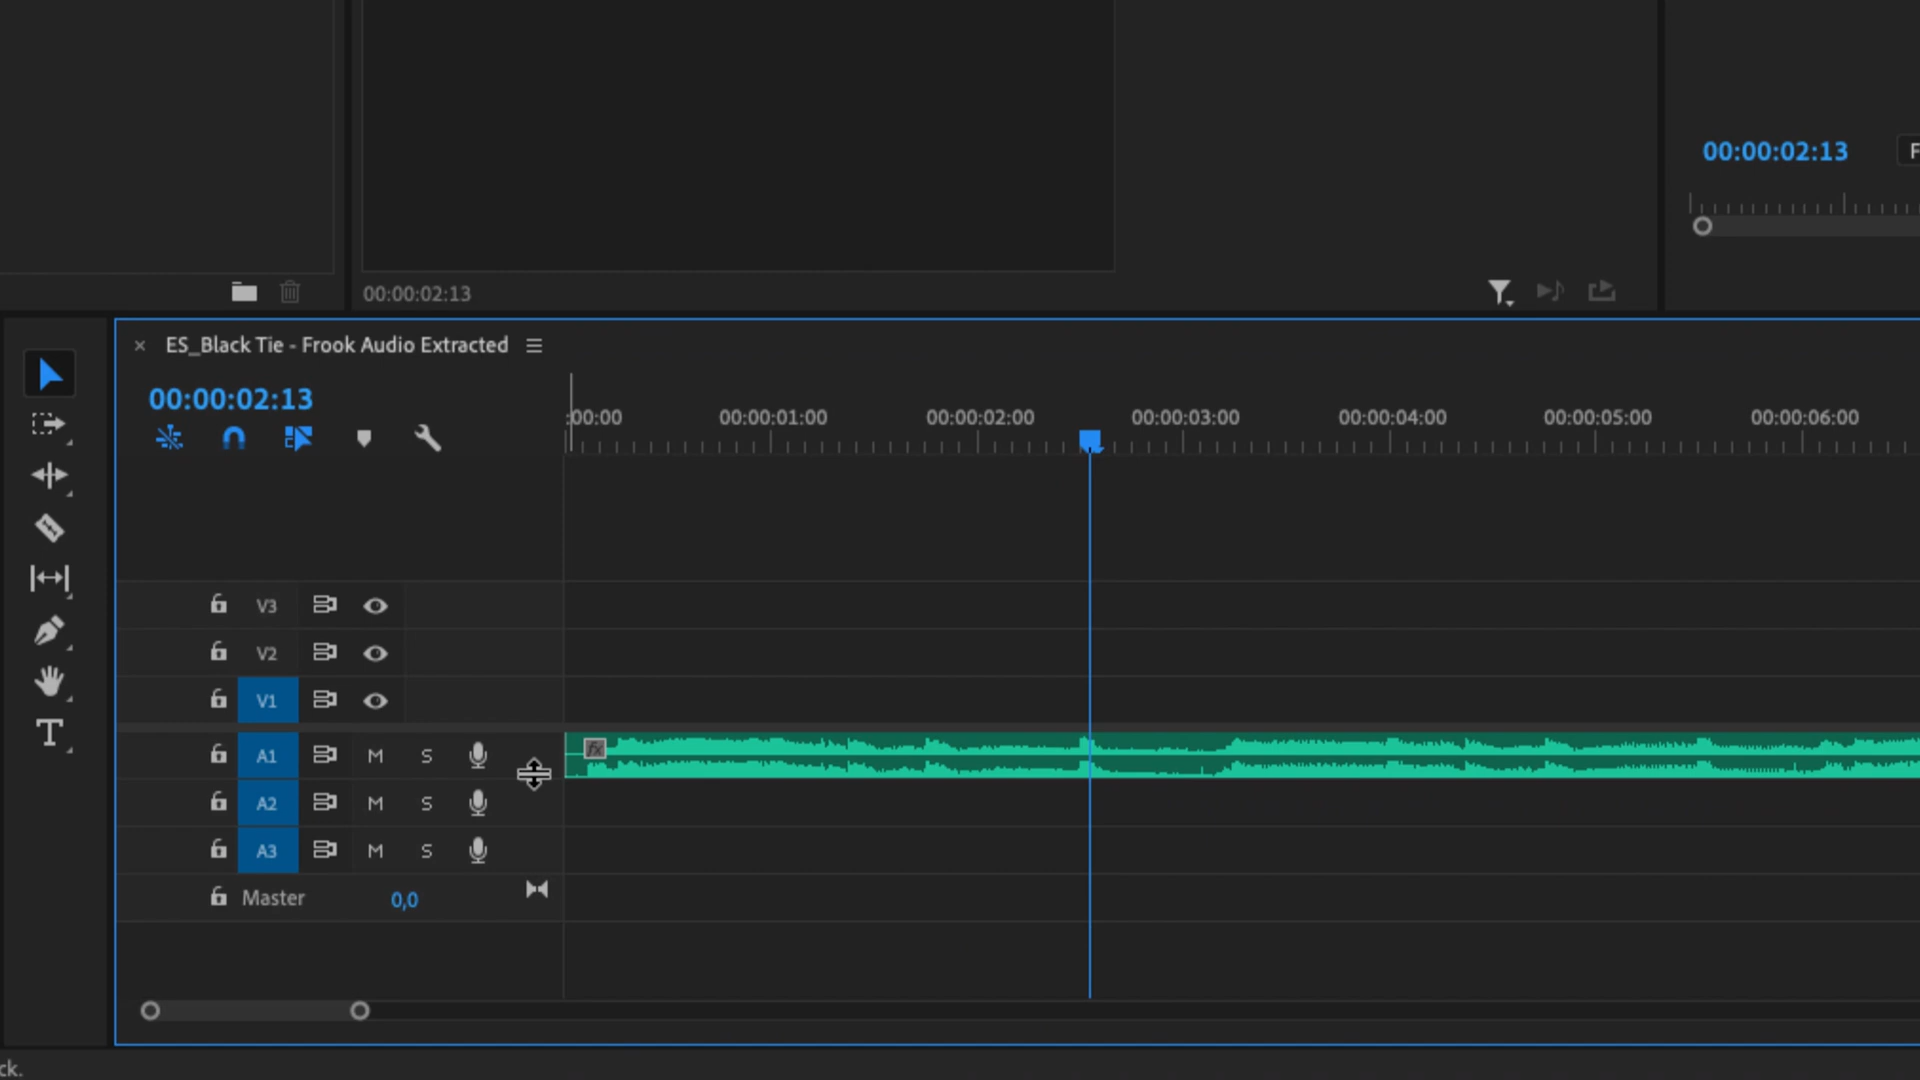 00:00:02:13
F
00:00:02:13
× ES_Black Tie - Frook Audio Extracted
00:00:02:13
:00:00 00:00:01:00 00:00:02:00 00:00:03:00 00:00:04:00 00:00:05:00 00:00:06:00
V3
V2
V1
A1 M S fx
A2 M S
A3 M S
Master 0,0
ck.